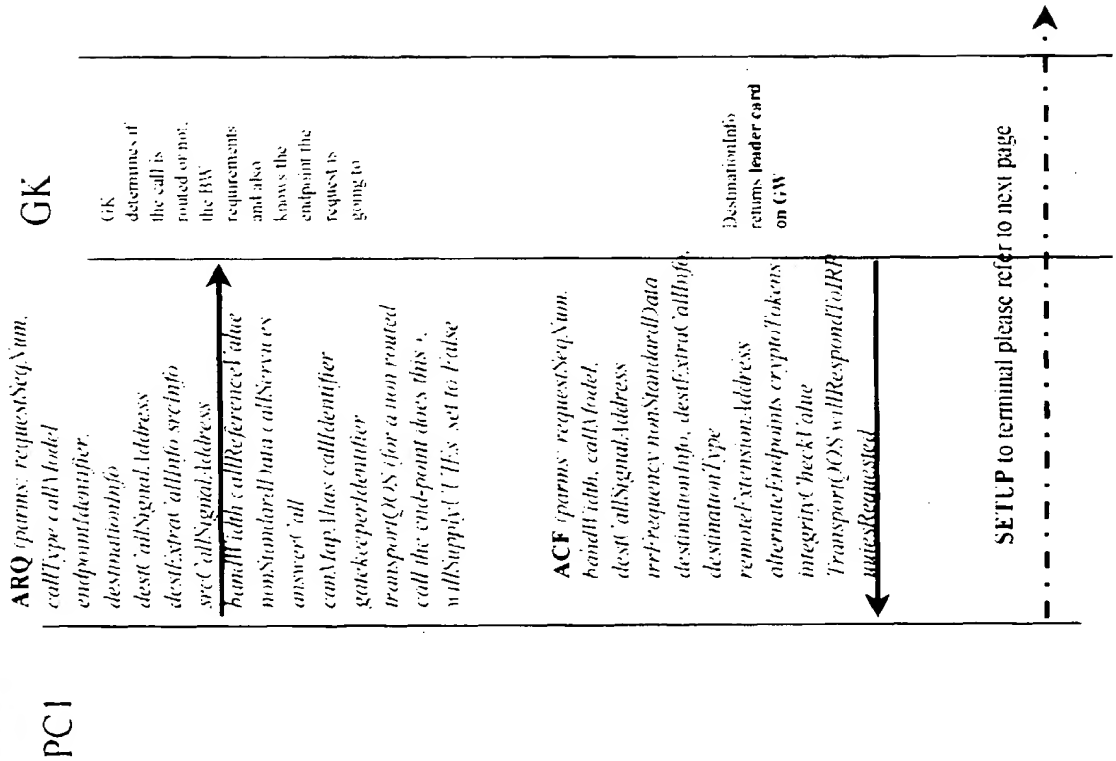 PC1
GK
ARQ (parms: requestSeqNum,
callType callModel
endpointIdentifier,
destinationInfo
destCallSignalAddress
destExtraCallInfo srcInfo
srcCallSignalAddress
bandWidth callReferenceValue
nonStandardData callServices
answerCall
canMapAlias callIdentifier
gatekeeperIdentifier
transportQOS (for a non routed
call the end-point does this),
willSupplyUUIEs set to False
GK
determines if
the call is
routed or not,
the BW
requirements
and also
knows the
endpoint the
request is
going to
ACF (parms: requestSeqNum,
bandWidth, callModel,
destCallSignalAddress
irrFrequency nonStandardData
destinationInfo, destExtraCallInfo,
destinationType
remoteExtensionAddress
alternateEndpoints cryptoTokens
integrityCheckValue
TransportQOS willRespondToIRR
uuiesRequested
DestinationInfo
returns leader card
on GW
SETUP to terminal please refer to next page